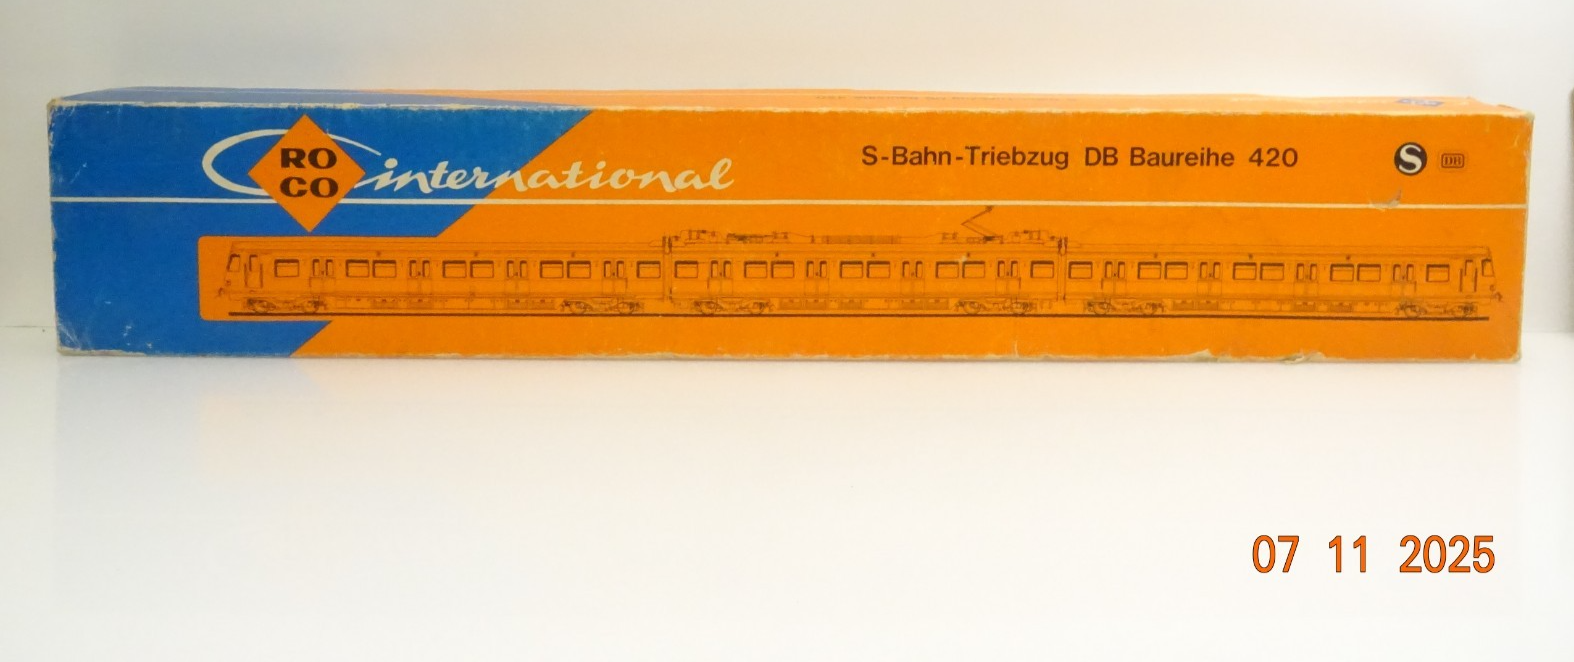 RO
CO
international
S-Bahn-Triebzug DB Baureihe 420
S
DB
07 11 2025